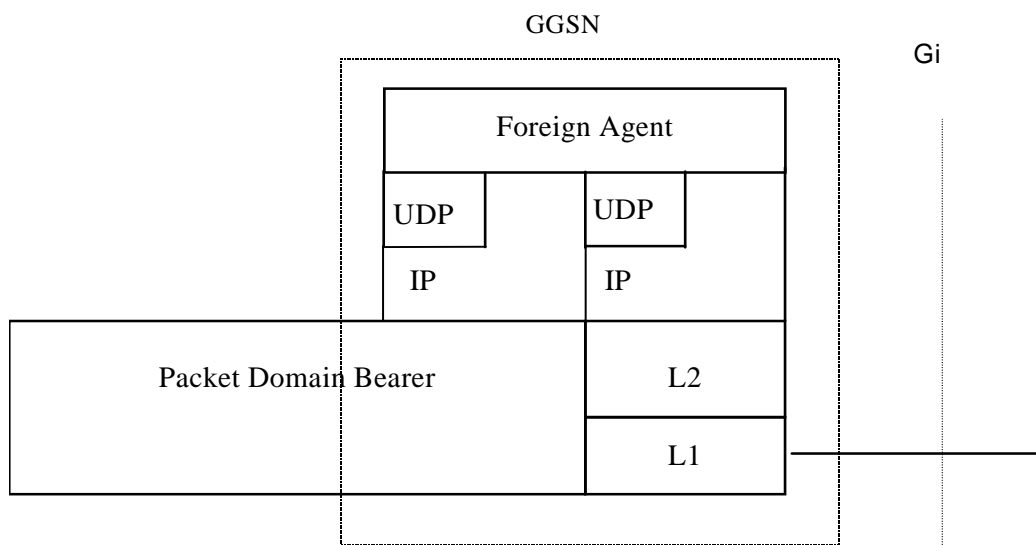 GGSN
Gi
Foreign Agent
UDP UDP
IP IP
Packet Domain Bearer L2
L1